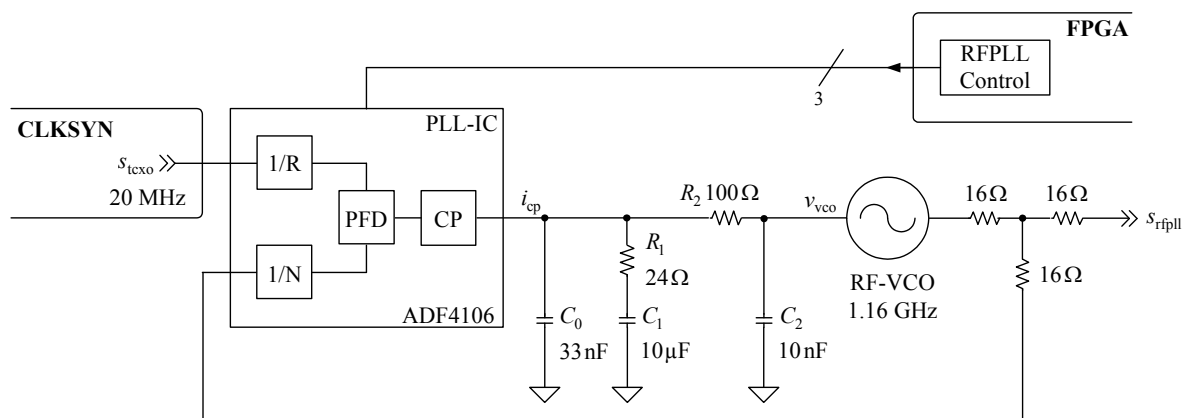 FPGA
RFPLL
Control
3
CLKSYN
PLL-IC
s_tcxo
20 MHz
1/R
PFD
CP
1/N
ADF4106
i_cp
R_2 100Ω
v_vco
16Ω
16Ω
s_rfpll
R_1
24Ω
16Ω
RF-VCO
1.16 GHz
C_0
33nF
C_1
10µF
C_2
10nF